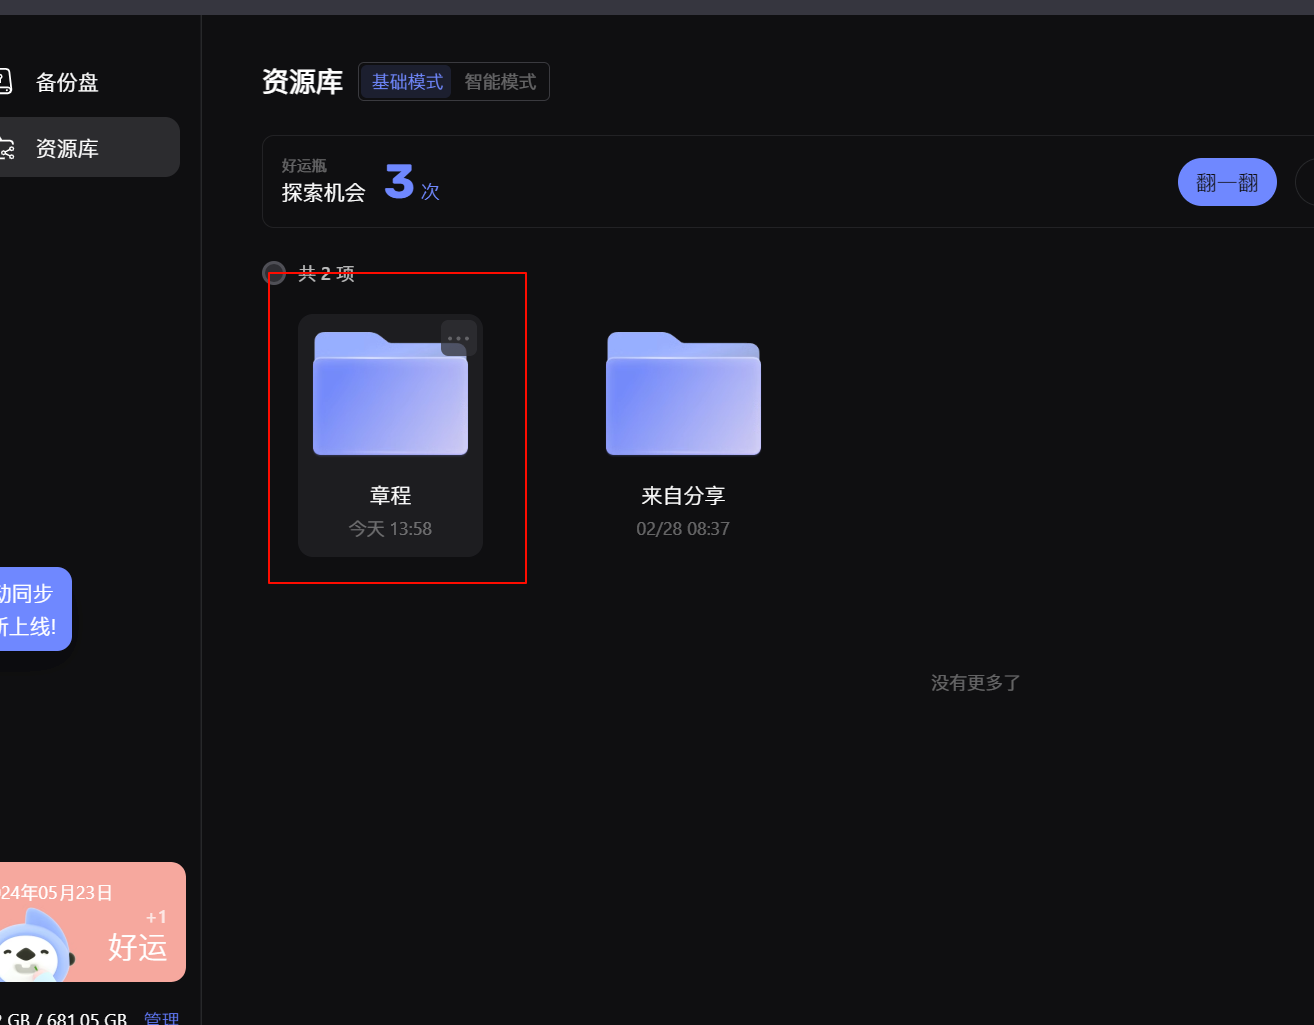 备份盘
资源库
动同步
新上线!
24年05月23日
+1
好运
GB / 681.05 GB 管理
资源库 基础模式 智能模式
好运瓶
探索机会 3 次
翻一翻
共 2 项
章程
今天 13:58
来自分享
02/28 08:37
没有更多了